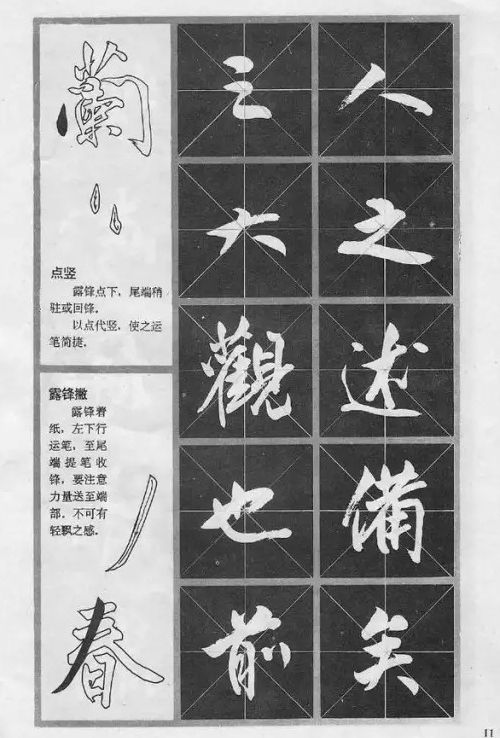 蘭
点竖
露锋点下，尾端稍
驻或回锋。
以点代竖，使之运
笔简捷。
露锋撇
露锋着
纸，左下行
运笔，至尾
端提笔收
锋，要注意
力量送至端
部，不可有
轻飘之感。
春
之大觀也前
人之述備矣
11